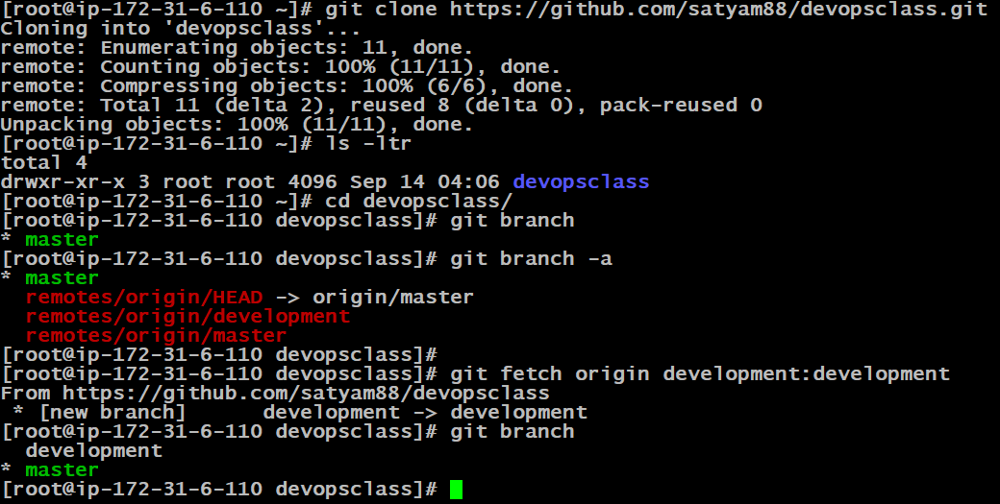 [root@ip-172-31-6-110 ~]# git clone https://github.com/satyam88/devopsclass.git
Cloning into 'devopsclass'...
remote: Enumerating objects: 11, done.
remote: Counting objects: 100% (11/11), done.
remote: Compressing objects: 100% (6/6), done.
remote: Total 11 (delta 2), reused 8 (delta 0), pack-reused 0
Unpacking objects: 100% (11/11), done.
[root@ip-172-31-6-110 ~]# ls -ltr
total 4
drwxr-xr-x 3 root root 4096 Sep 14 04:06 devopsclass
[root@ip-172-31-6-110 ~]# cd devopsclass/
[root@ip-172-31-6-110 devopsclass]# git branch
* master
[root@ip-172-31-6-110 devopsclass]# git branch -a
* master
  remotes/origin/HEAD -> origin/master
  remotes/origin/development
  remotes/origin/master
[root@ip-172-31-6-110 devopsclass]#
[root@ip-172-31-6-110 devopsclass]# git fetch origin development:development
From https://github.com/satyam88/devopsclass
 * [new branch]      development -> development
[root@ip-172-31-6-110 devopsclass]# git branch
  development
* master
[root@ip-172-31-6-110 devopsclass]#